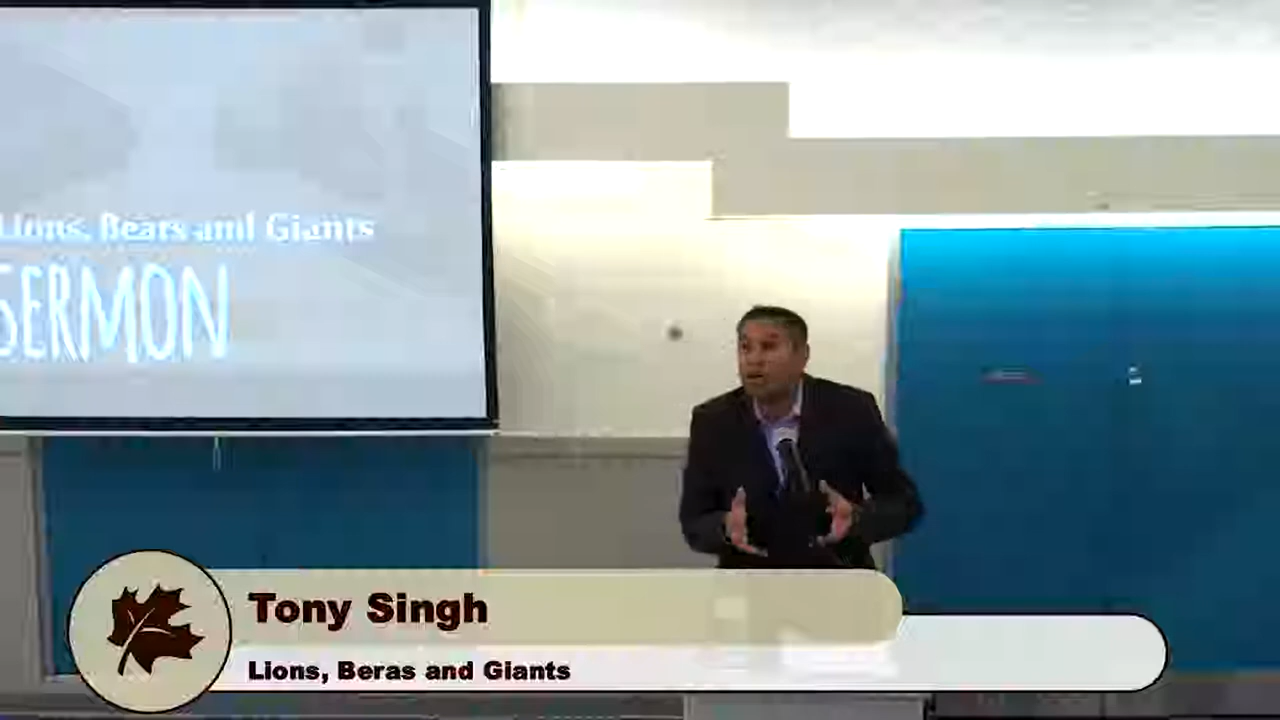 Lions, Bears and Giants
SERMON
Tony Singh
Lions, Beras and Giants